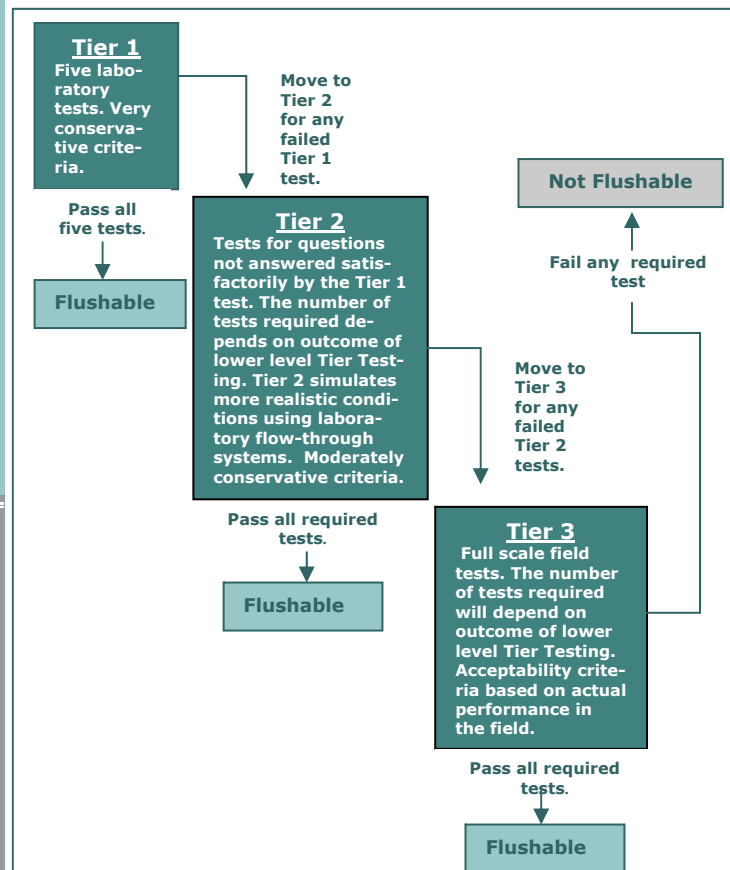 Tier 1
Five labo-
ratory
tests. Very
conserva-
tive crite-
ria.
Move to
Tier 2
for any
failed
Tier 1
test.
Pass all
five tests.
Flushable
Tier 2
Tests for questions
not answered satis-
factorily by the Tier 1
test. The number of
tests required de-
pends on outcome of
lower level Tier Test-
ing. Tier 2 simulates
more realistic condi-
tions using labora-
tory flow-through
systems.  Moderately
conservative criteria.
Not Flushable
Fail any  required
test
Move to
Tier 3
for any
failed
Tier 2
tests.
Pass all required
tests.
Flushable
Tier 3
Full scale field
tests. The number
of tests required
will depend on
outcome of lower
level Tier Testing.
Acceptability crite-
ria based on actual
performance in
the field.
Pass all required
tests.
Flushable